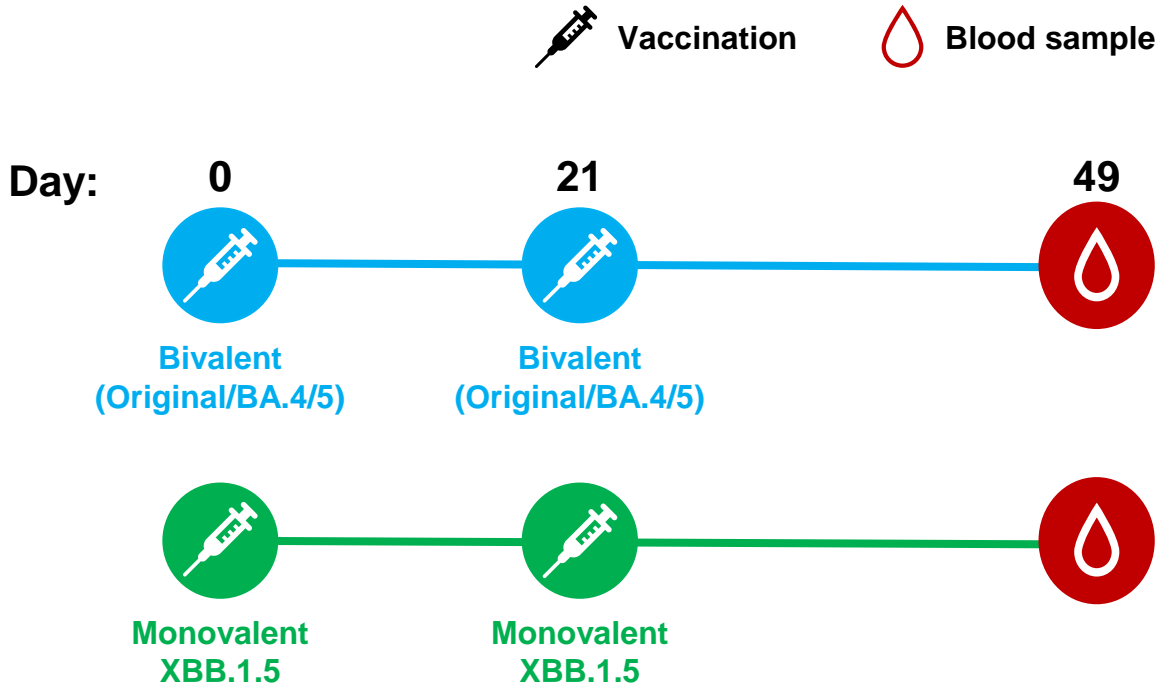 Vaccination Blood sample
Day: 0 21 49
Bivalent Bivalent
(Original/BA.4/5) (Original/BA.4/5)
Monovalent Monovalent
XBB.1.5 XBB.1.5